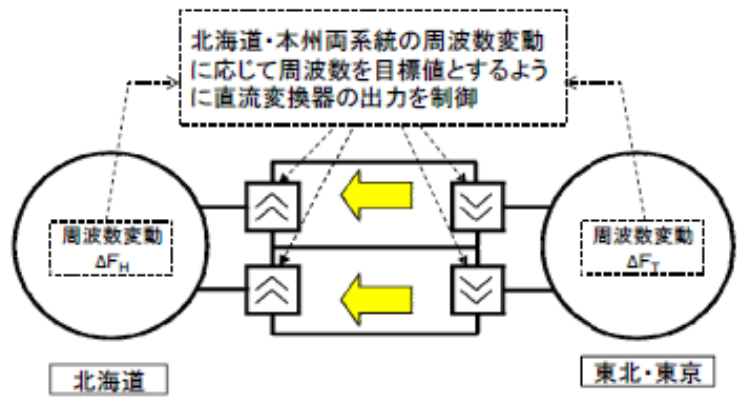 北海道・本州両系統の周波数変動
に応じて周波数を目標値とするよう
に直流変換器の出力を制御
周波数変動
ΔFH
周波数変動
ΔFT
北海道
東北・東京